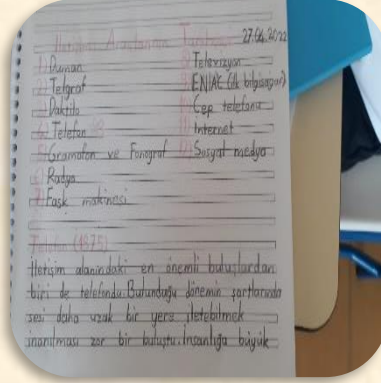 İletişim Araçlarının Tarihçesi 27.04.2022
1) Duman
2) Telgraf
3) Daktilo
4) Telefon
5) Gramafon ve Fonograf
6) Radyo
7) Faşk makinesi
8) Televizyon
9) ENIAC (ilk bilgisayar)
10) Cep telefonu
11) İnternet
12) Sosyal medya
Telefon (1875)
İletişim alanındaki en önemli buluşlardan
biri de telefondu. Bulunduğu dönemin şartlarında
sesi daha uzak bir yere iletebilmek
inanılması zor bir buluştu. İnsanlığa büyük